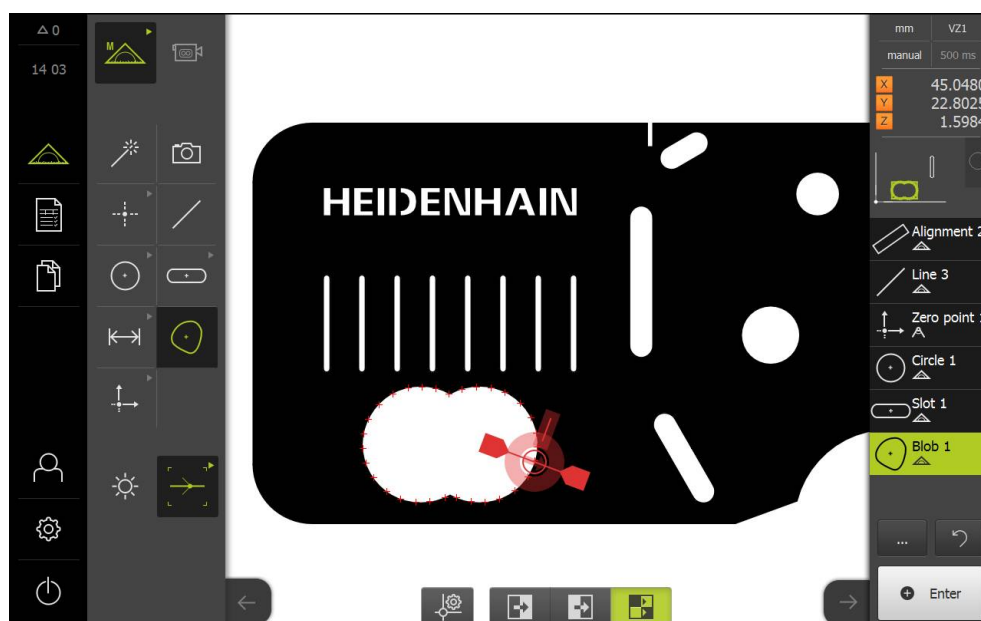 0
14 03
M
mm VZ1
manual 500 ms
X 45.0480
Y 22.8025
Z 1.5984
HEIDENHAIN
Alignment 2
Line 3
Zero point
Circle 1
Slot 1
Blob 1
...
Enter